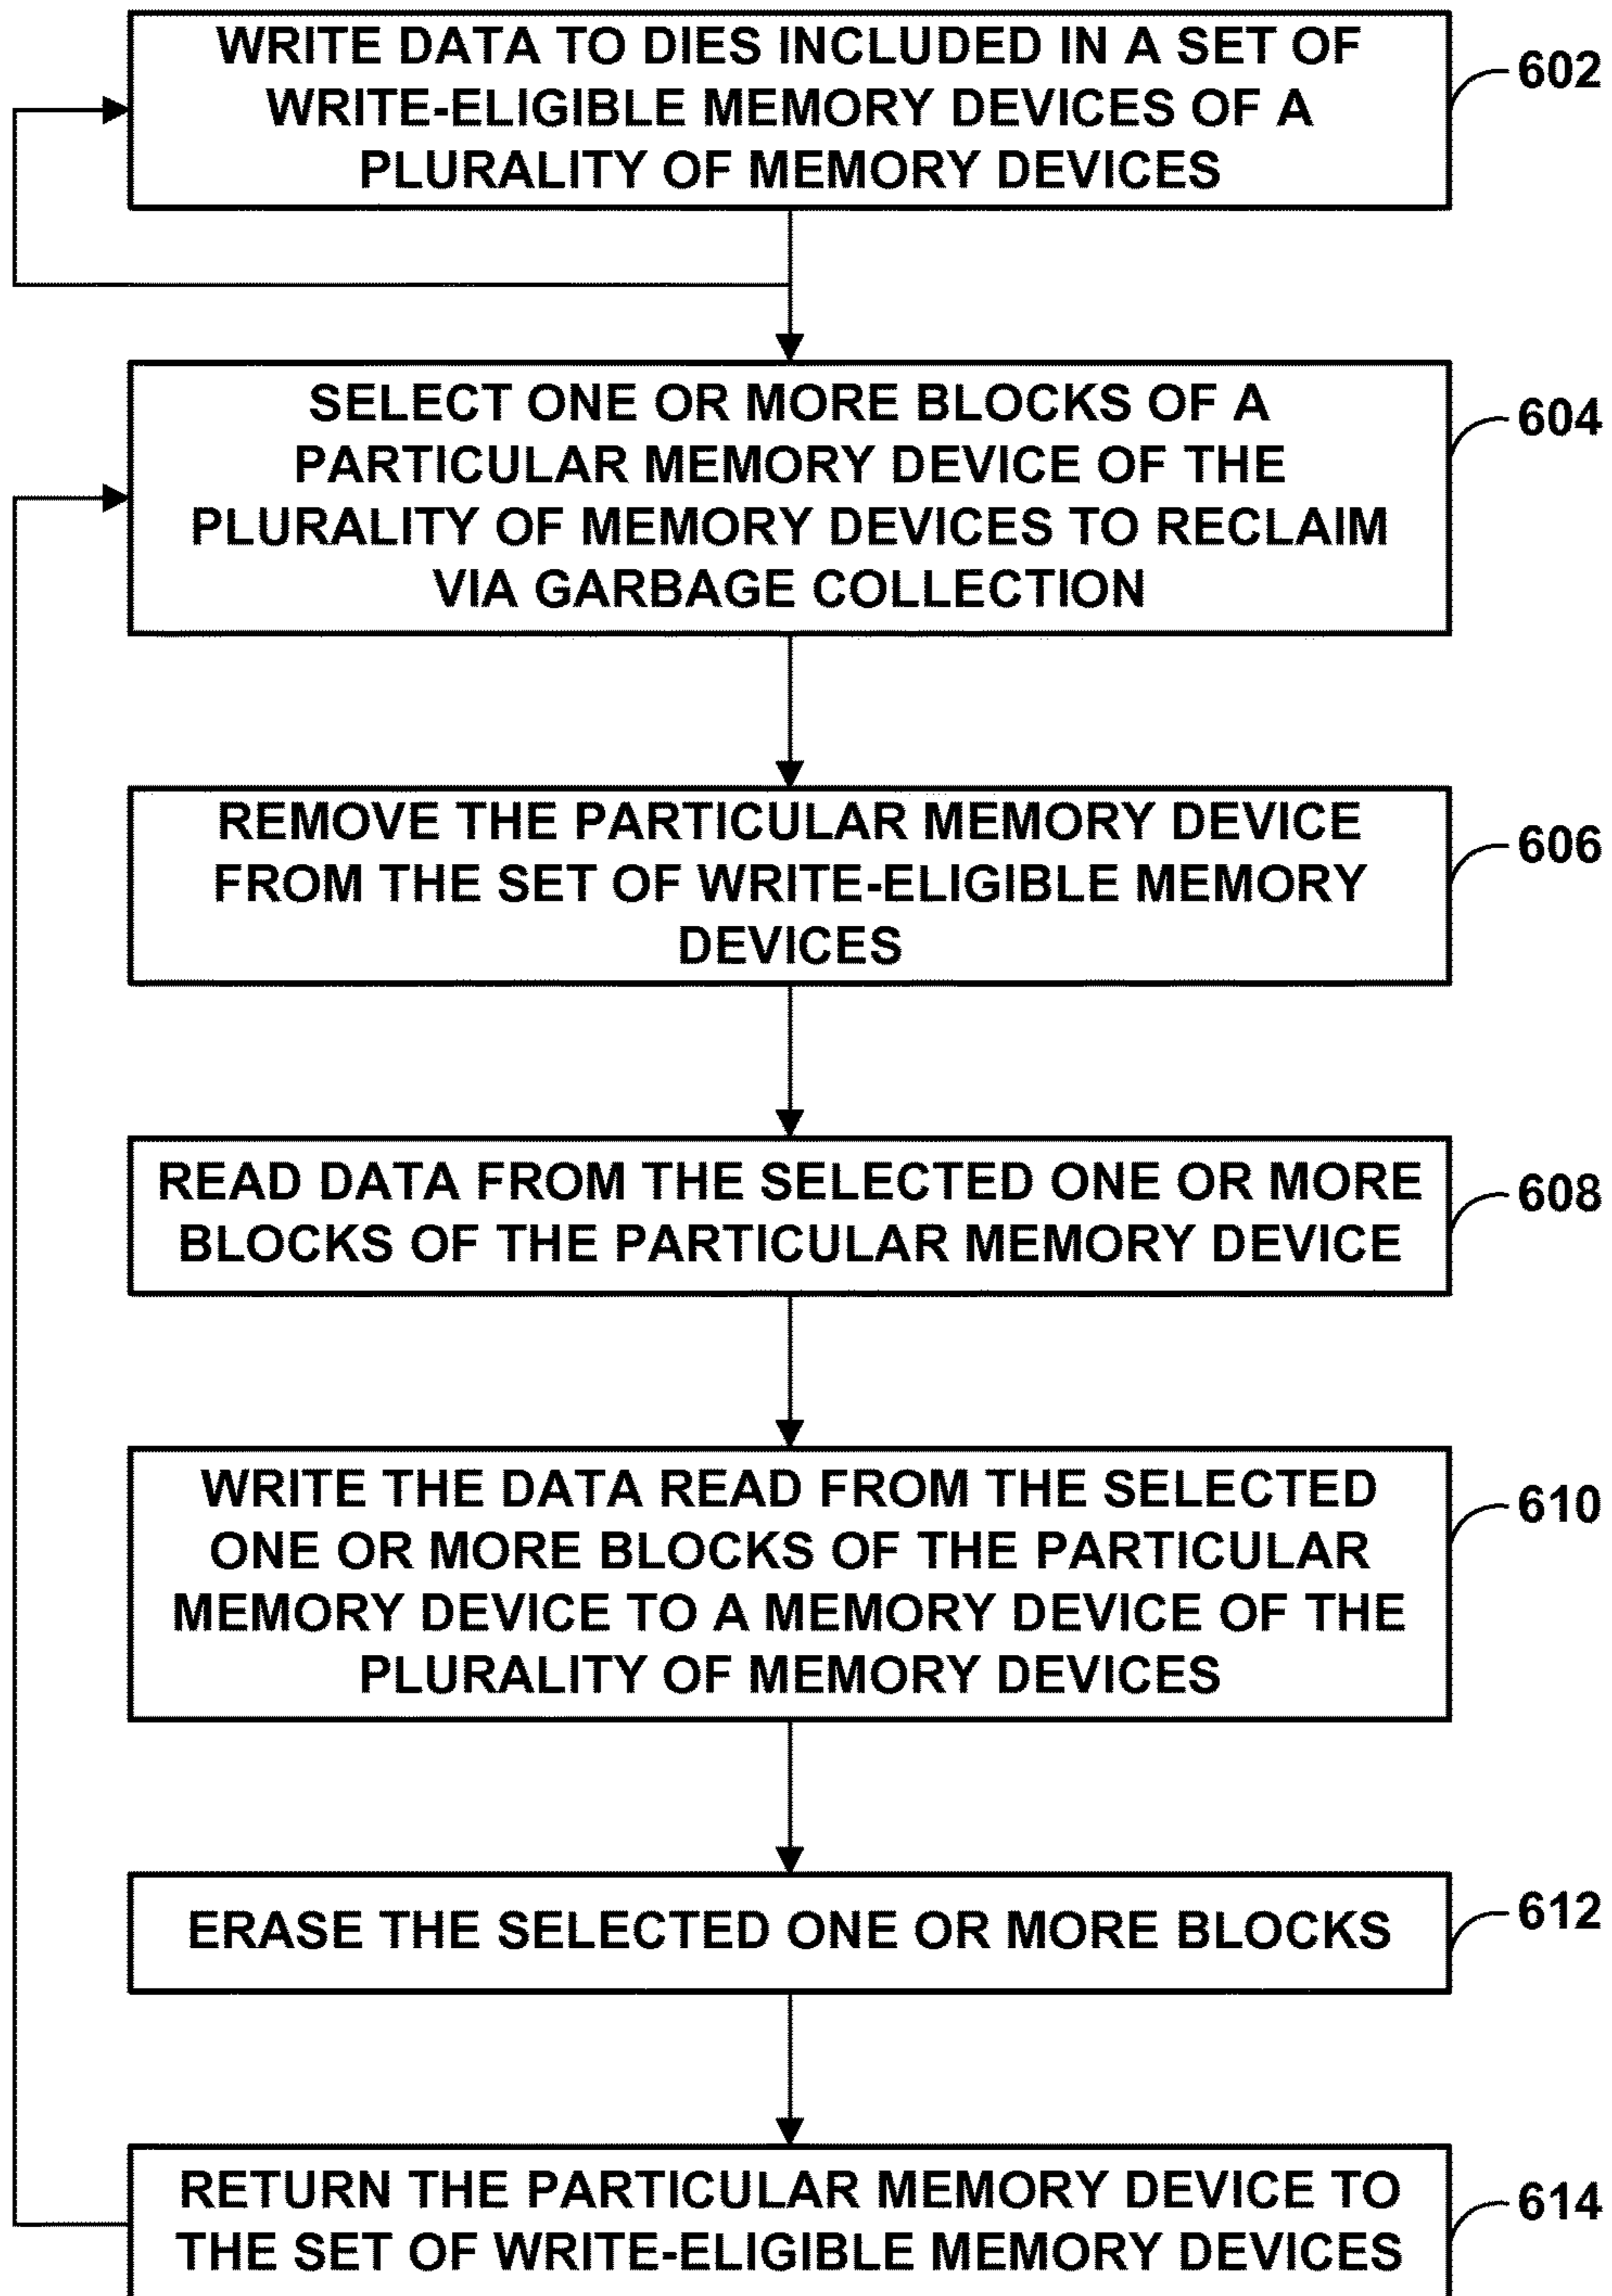 WRITE DATA TO DIES INCLUDED IN A SET OF
WRITE-ELIGIBLE MEMORY DEVICES OF A
PLURALITY OF MEMORY DEVICES
602
SELECT ONE OR MORE BLOCKS OF A
PARTICULAR MEMORY DEVICE OF THE
PLURALITY OF MEMORY DEVICES TO RECLAIM
VIA GARBAGE COLLECTION
604
REMOVE THE PARTICULAR MEMORY DEVICE
FROM THE SET OF WRITE-ELIGIBLE MEMORY
DEVICES
606
READ DATA FROM THE SELECTED ONE OR MORE
BLOCKS OF THE PARTICULAR MEMORY DEVICE
608
WRITE THE DATA READ FROM THE SELECTED
ONE OR MORE BLOCKS OF THE PARTICULAR
MEMORY DEVICE TO A MEMORY DEVICE OF THE
PLURALITY OF MEMORY DEVICES
610
ERASE THE SELECTED ONE OR MORE BLOCKS
612
RETURN THE PARTICULAR MEMORY DEVICE TO
THE SET OF WRITE-ELIGIBLE MEMORY DEVICES
614